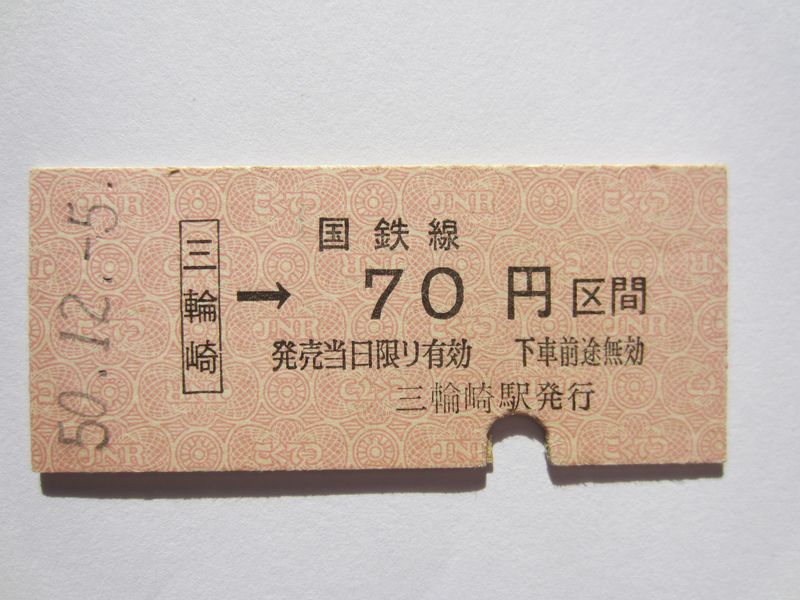 50.12.-5.
三輪崎
国鉄線
→ 70円区間
発売当日限り有効 下車前途無効
三輪崎駅発行